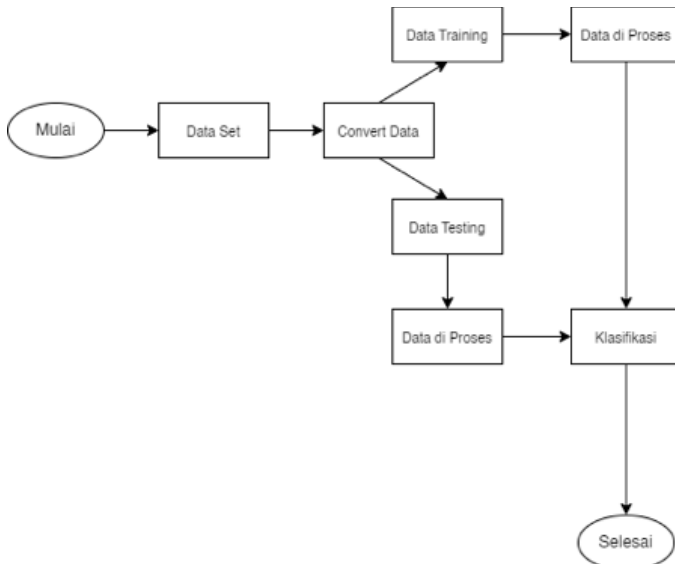 Data Training
Data di Proses
Mulai
Data Set
Convert Data
Data Testing
Data di Proses
Klasifikasi
Selesai